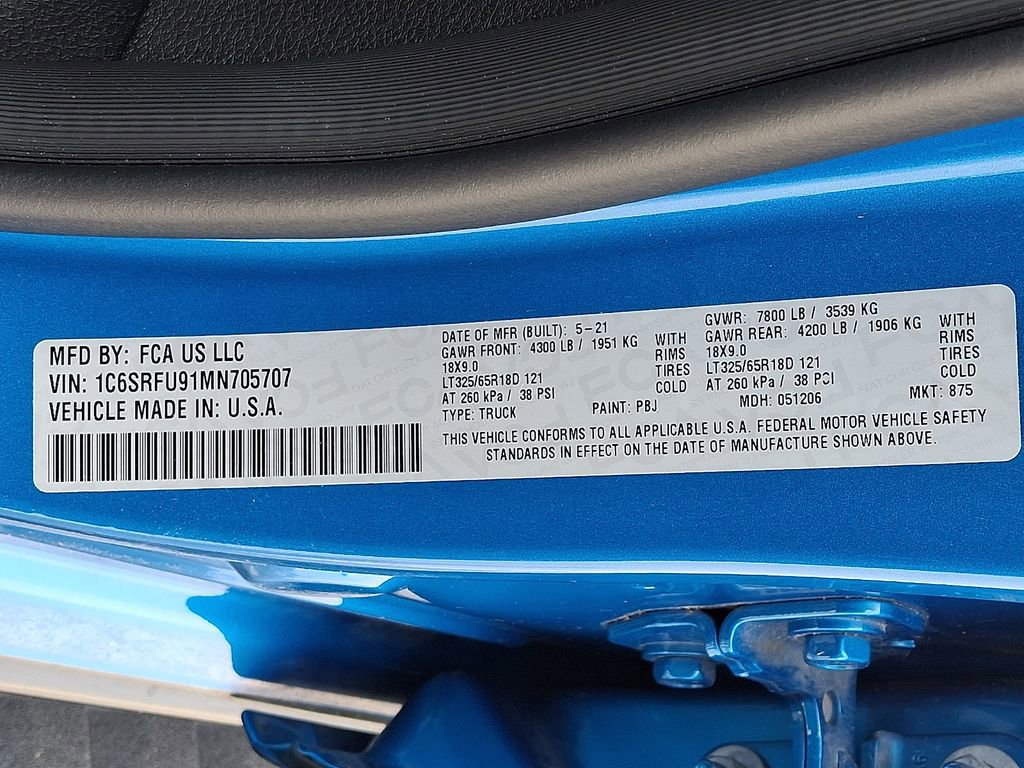 MFD BY: FCA US LLC
VIN: 1C6SRFU91MN705707
VEHICLE MADE IN: U.S.A.
DATE OF MFR (BUILT): 5-21
GAWR FRONT: 4300 LB / 1951 KG WITH
18X9.0 RIMS
LT325/65R18D 121 TIRES
AT 260 kPa / 38 PSI COLD
TYPE: TRUCK
GVWR: 7800 LB / 3539 KG
GAWR REAR: 4200 LB / 1906 KG WITH
18X9.0 RIMS
LT325/65R18D 121 TIRES
AT 260 kPa / 38 PSI COLD
PAINT: PBJ MDH: 051206 MKT: 875
THIS VEHICLE CONFORMS TO ALL APPLICABLE U.S.A. FEDERAL MOTOR VEHICLE SAFETY
STANDARDS IN EFFECT ON THE DATE OF MANUFACTURE SHOWN ABOVE.